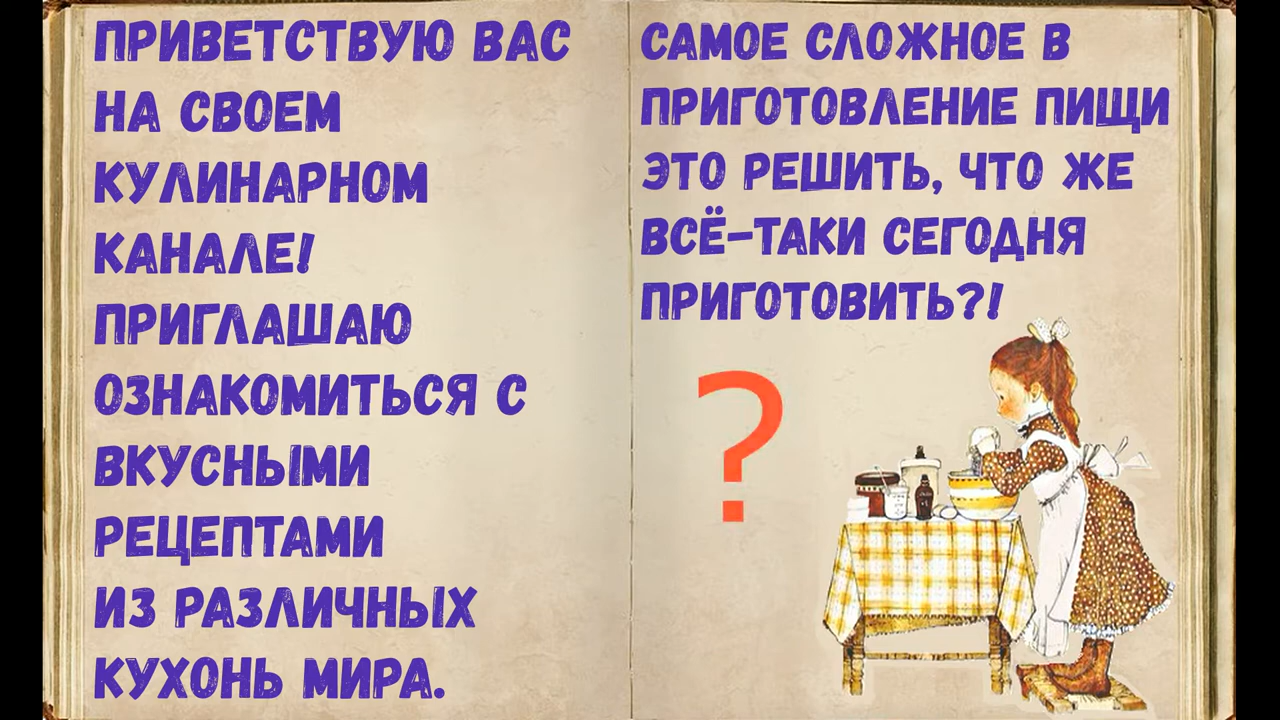 ПРИВЕТСТВУЮ ВАС
НА СВОЕМ
КУЛИНАРНОМ
КАНАЛЕ!
ПРИГЛАШАЮ
ОЗНАКОМИТЬСЯ С
ВКУСНЫМИ
РЕЦЕПТАМИ
ИЗ РАЗЛИЧНЫХ
КУХОНЬ МИРА.
САМОЕ СЛОЖНОЕ В
ПРИГОТОВЛЕНИЕ ПИЩИ
ЭТО РЕШИТЬ, ЧТО ЖЕ
ВСЁ-ТАКИ СЕГОДНЯ
ПРИГОТОВИТЬ?!
?